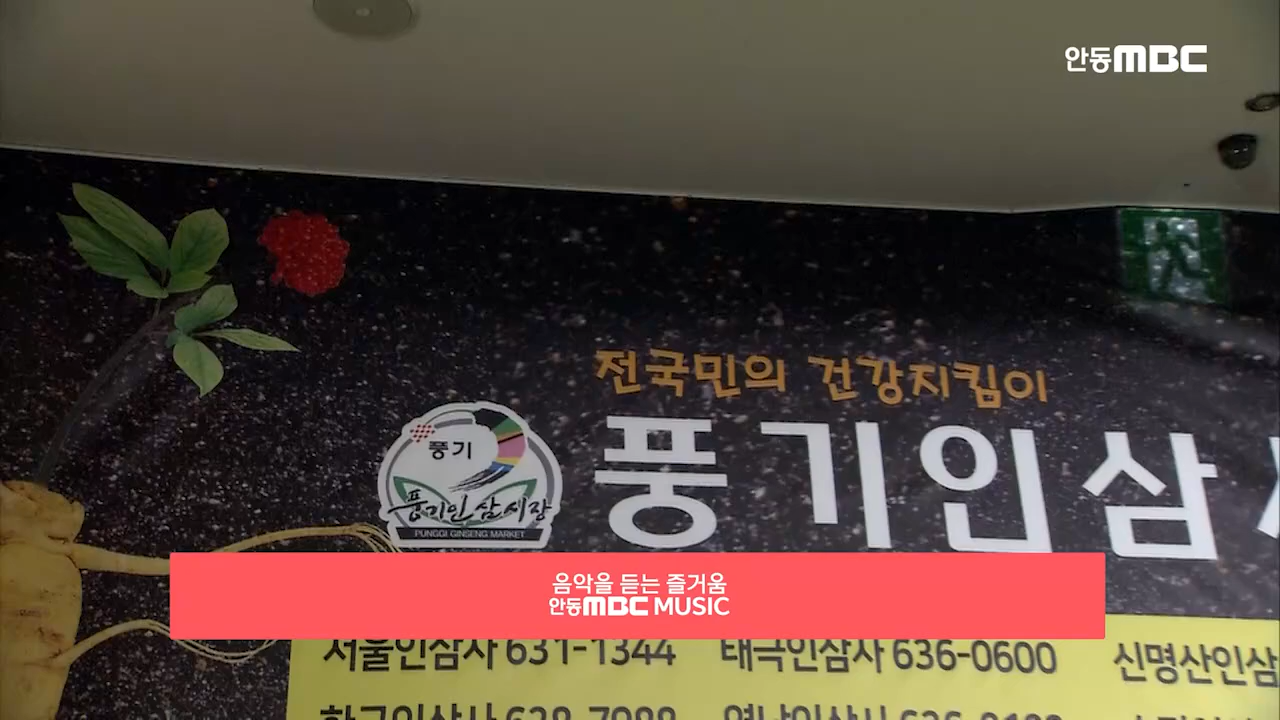 안동MBC
전국민의 건강지킴이
풍기인삼
풍기
풍기인삼시장
PUNGGI GINSENG MARKET
음악을 듣는 즐거움
안동MBC MUSIC
서울인삼사 631-1344 태극인삼사 636-0600 신명산인삼